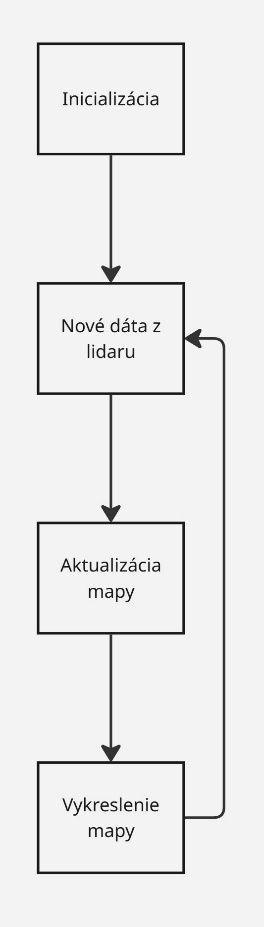 Inicializácia
Nové dáta z
lidaru
Aktualizácia
mapy
Vykreslenie
mapy